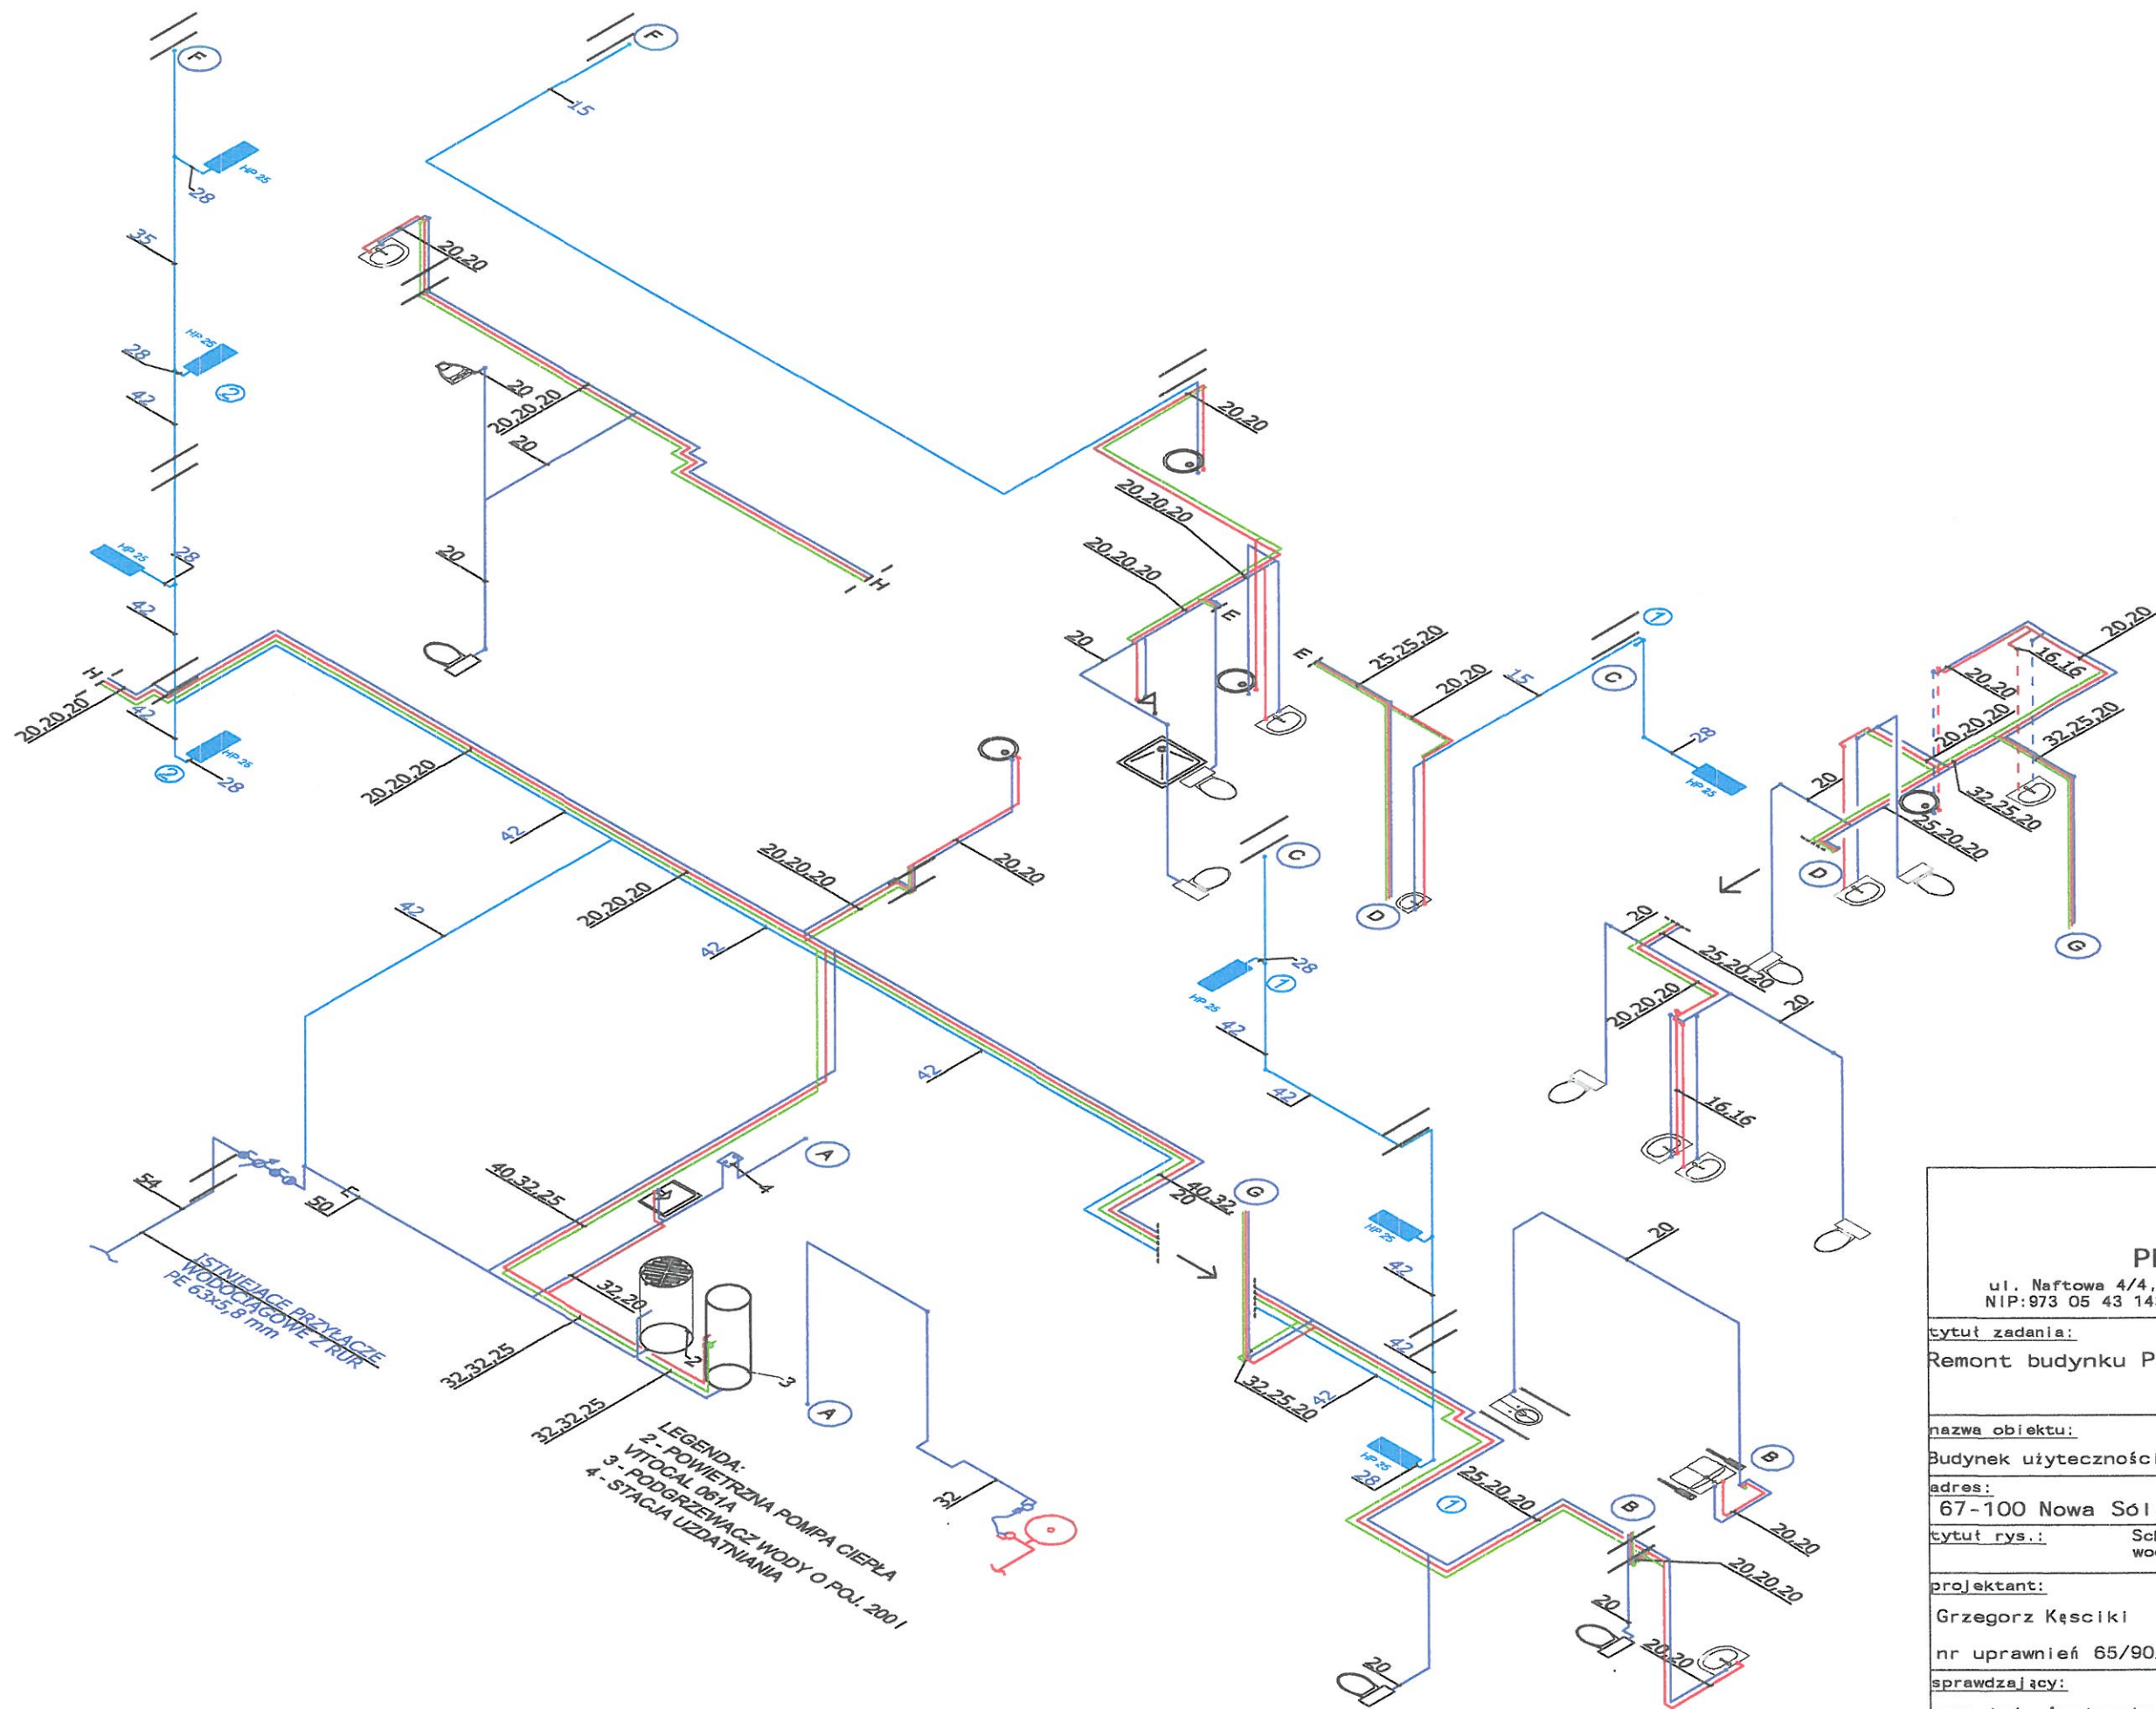 F
F
15
HP 25
28
35
20,20
HP 25
28
2
42
20
20,20,20
20
20,20
20,20,20
HP 25
28
20
H
20,20,20
42
E
20
E
25,25,20
20,20
15
1
C
20,20
16,16
20,20
20,20,20
32,25,20
H
42
20,20,20
2
HP 25
28
20,20,20
28
HP 25
20
32,25,20
25,20,20
42
20,20,20
20,20
C
D
D
G
20,20,20
42
42
20
25,20,20
28
1
HP 25
20,20,20
20
42
42
42
16,16
54
50
40,32,25
A
4
40,32,
20
G
HP 25
20
42
ISTNIEJĄCE PRZYŁĄCZE
WODOCIĄGOWE Z RUR
PE 63x5,8 mm
32,20
2
3
32,32,25
32,32,25
A
42
32,25,20
42
HP 25
28
1
25,20,20
B
B
20,20
LEGENDA:
2 - POWIETRZNA POMPA CIEPŁA
VITOCAL 061A
3 - PODGRZEWACZ WODY O POJ. 200 l
4 - STACJA UZDATNIANIA
32
20,20,20
20
20,20
20
ul. Naftowa 4/4,
NIP:973 05 43 14
tytuł zadania:
Remont budynku P
nazwa obiektu:
Budynek użytecznośc
adres:
67-100 Nowa Sól
tytuł rys.:
projektant:
Grzegorz Kęsciki
nr uprawnień 65/90
sprawdzający: